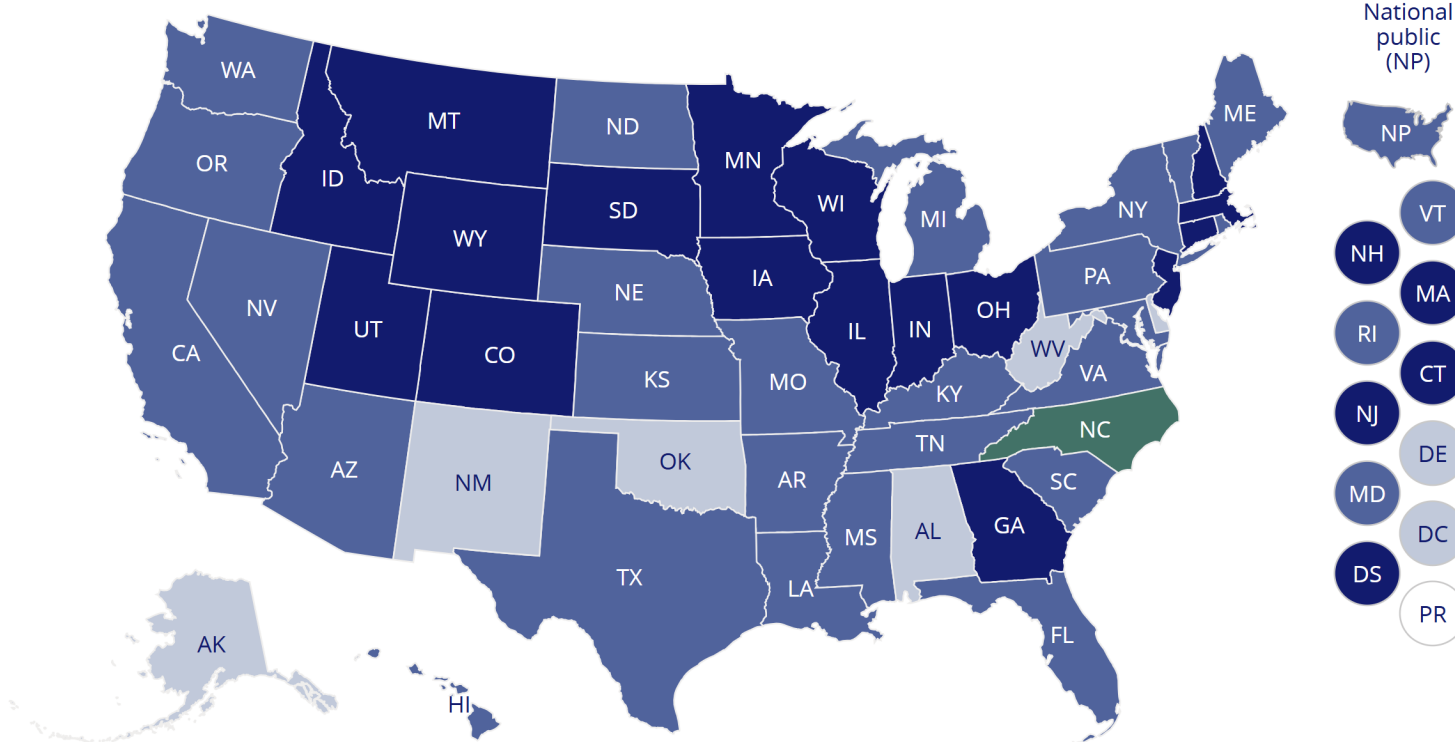 National
public
(NP)
WA
ME
MT
ND
NP
OR
MN
ID
WI
SD
NY
VT
MI
WY
NH
IA
PA
MA
NE
NV
OH
UT
IL
IN
RI
WV
CO
CA
VA
CT
KS
MO
KY
NJ
NC
TN
DE
OK
AZ
AR
SC
NM
MD
GA
AL
MS
DC
TX
DS
LA
PR
FL
AK
HI